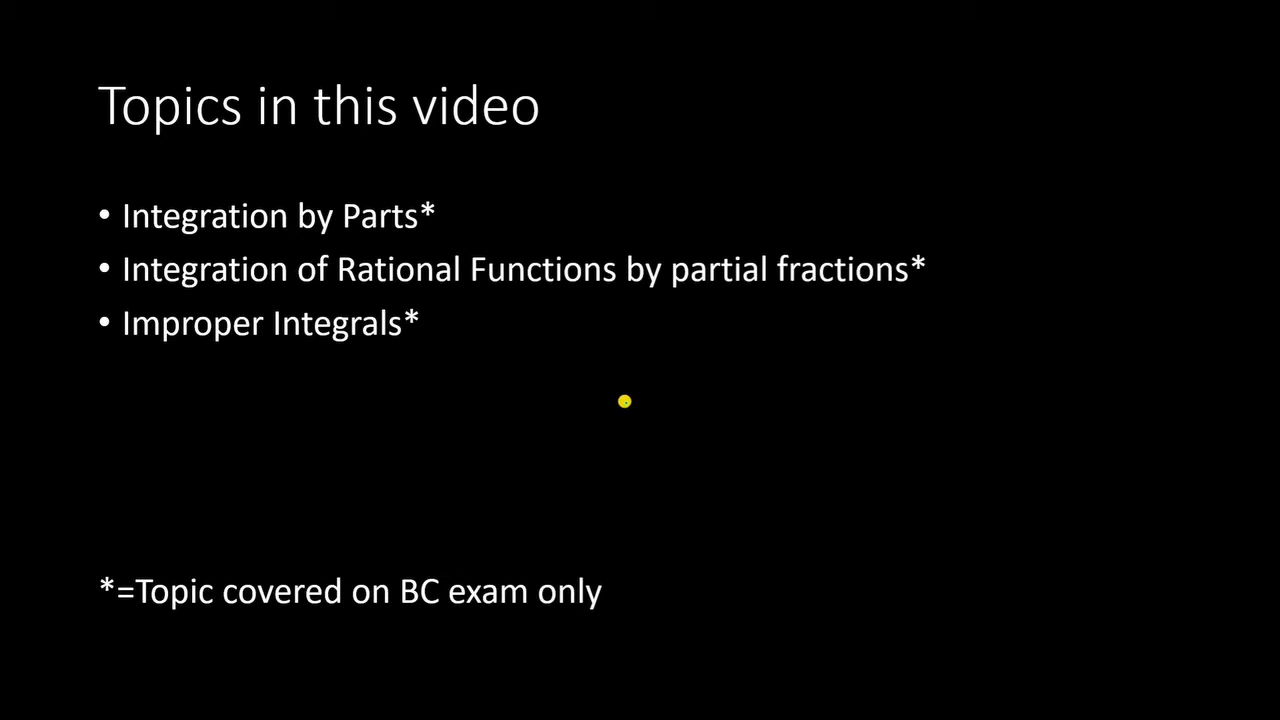 Topics in this video
• Integration by Parts*
• Integration of Rational Functions by partial fractions*
• Improper Integrals*
*=Topic covered on BC exam only